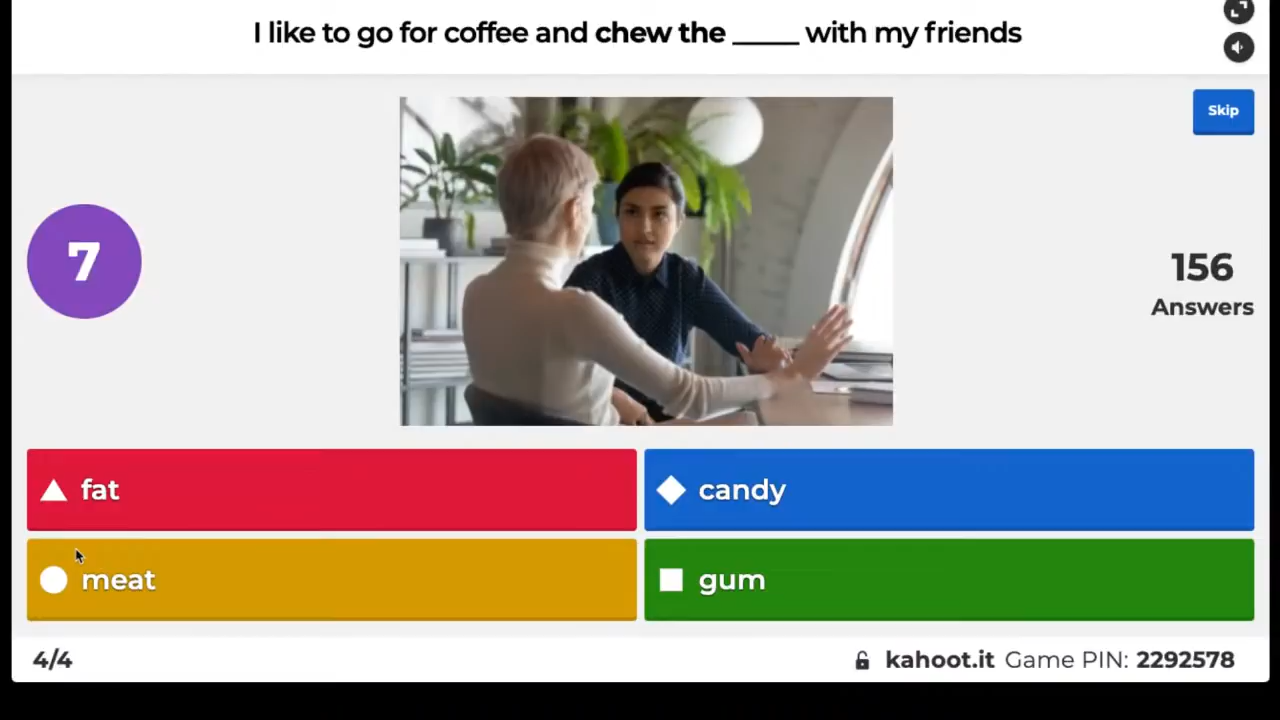 I like to go for coffee and chew the _____ with my friends
Skip
7
156
Answers
fat
candy
meat
gum
4/4
kahoot.it Game PIN: 2292578